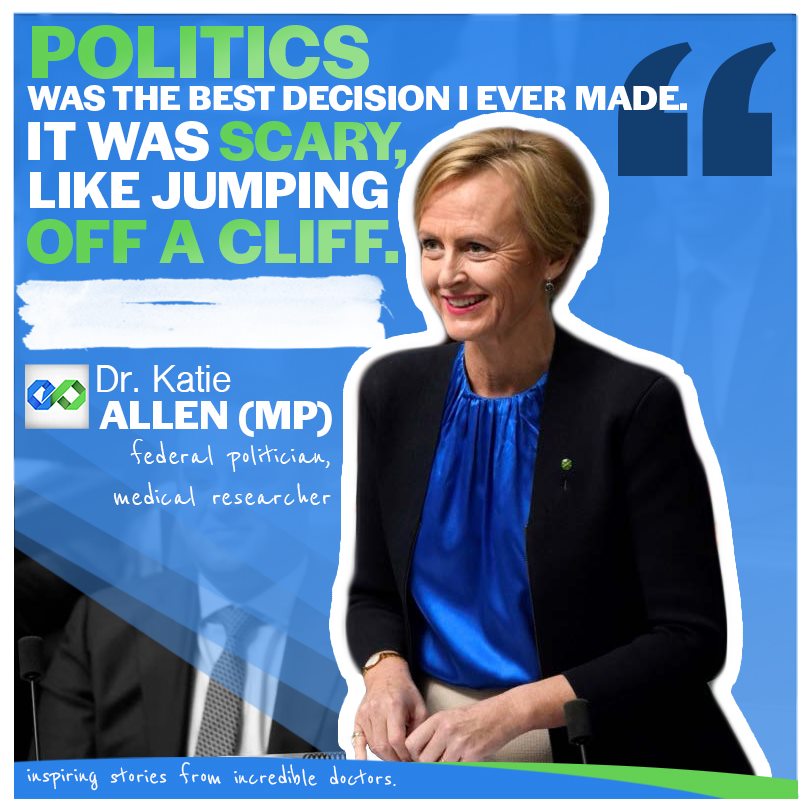 POLITICS
WAS THE BEST DECISION I EVER MADE.
IT WAS SCARY,
LIKE JUMPING
OFF A CLIFF.
Dr. Katie
ALLEN (MP)
federal politician,
medical researcher
inspiring stories from incredible doctors.